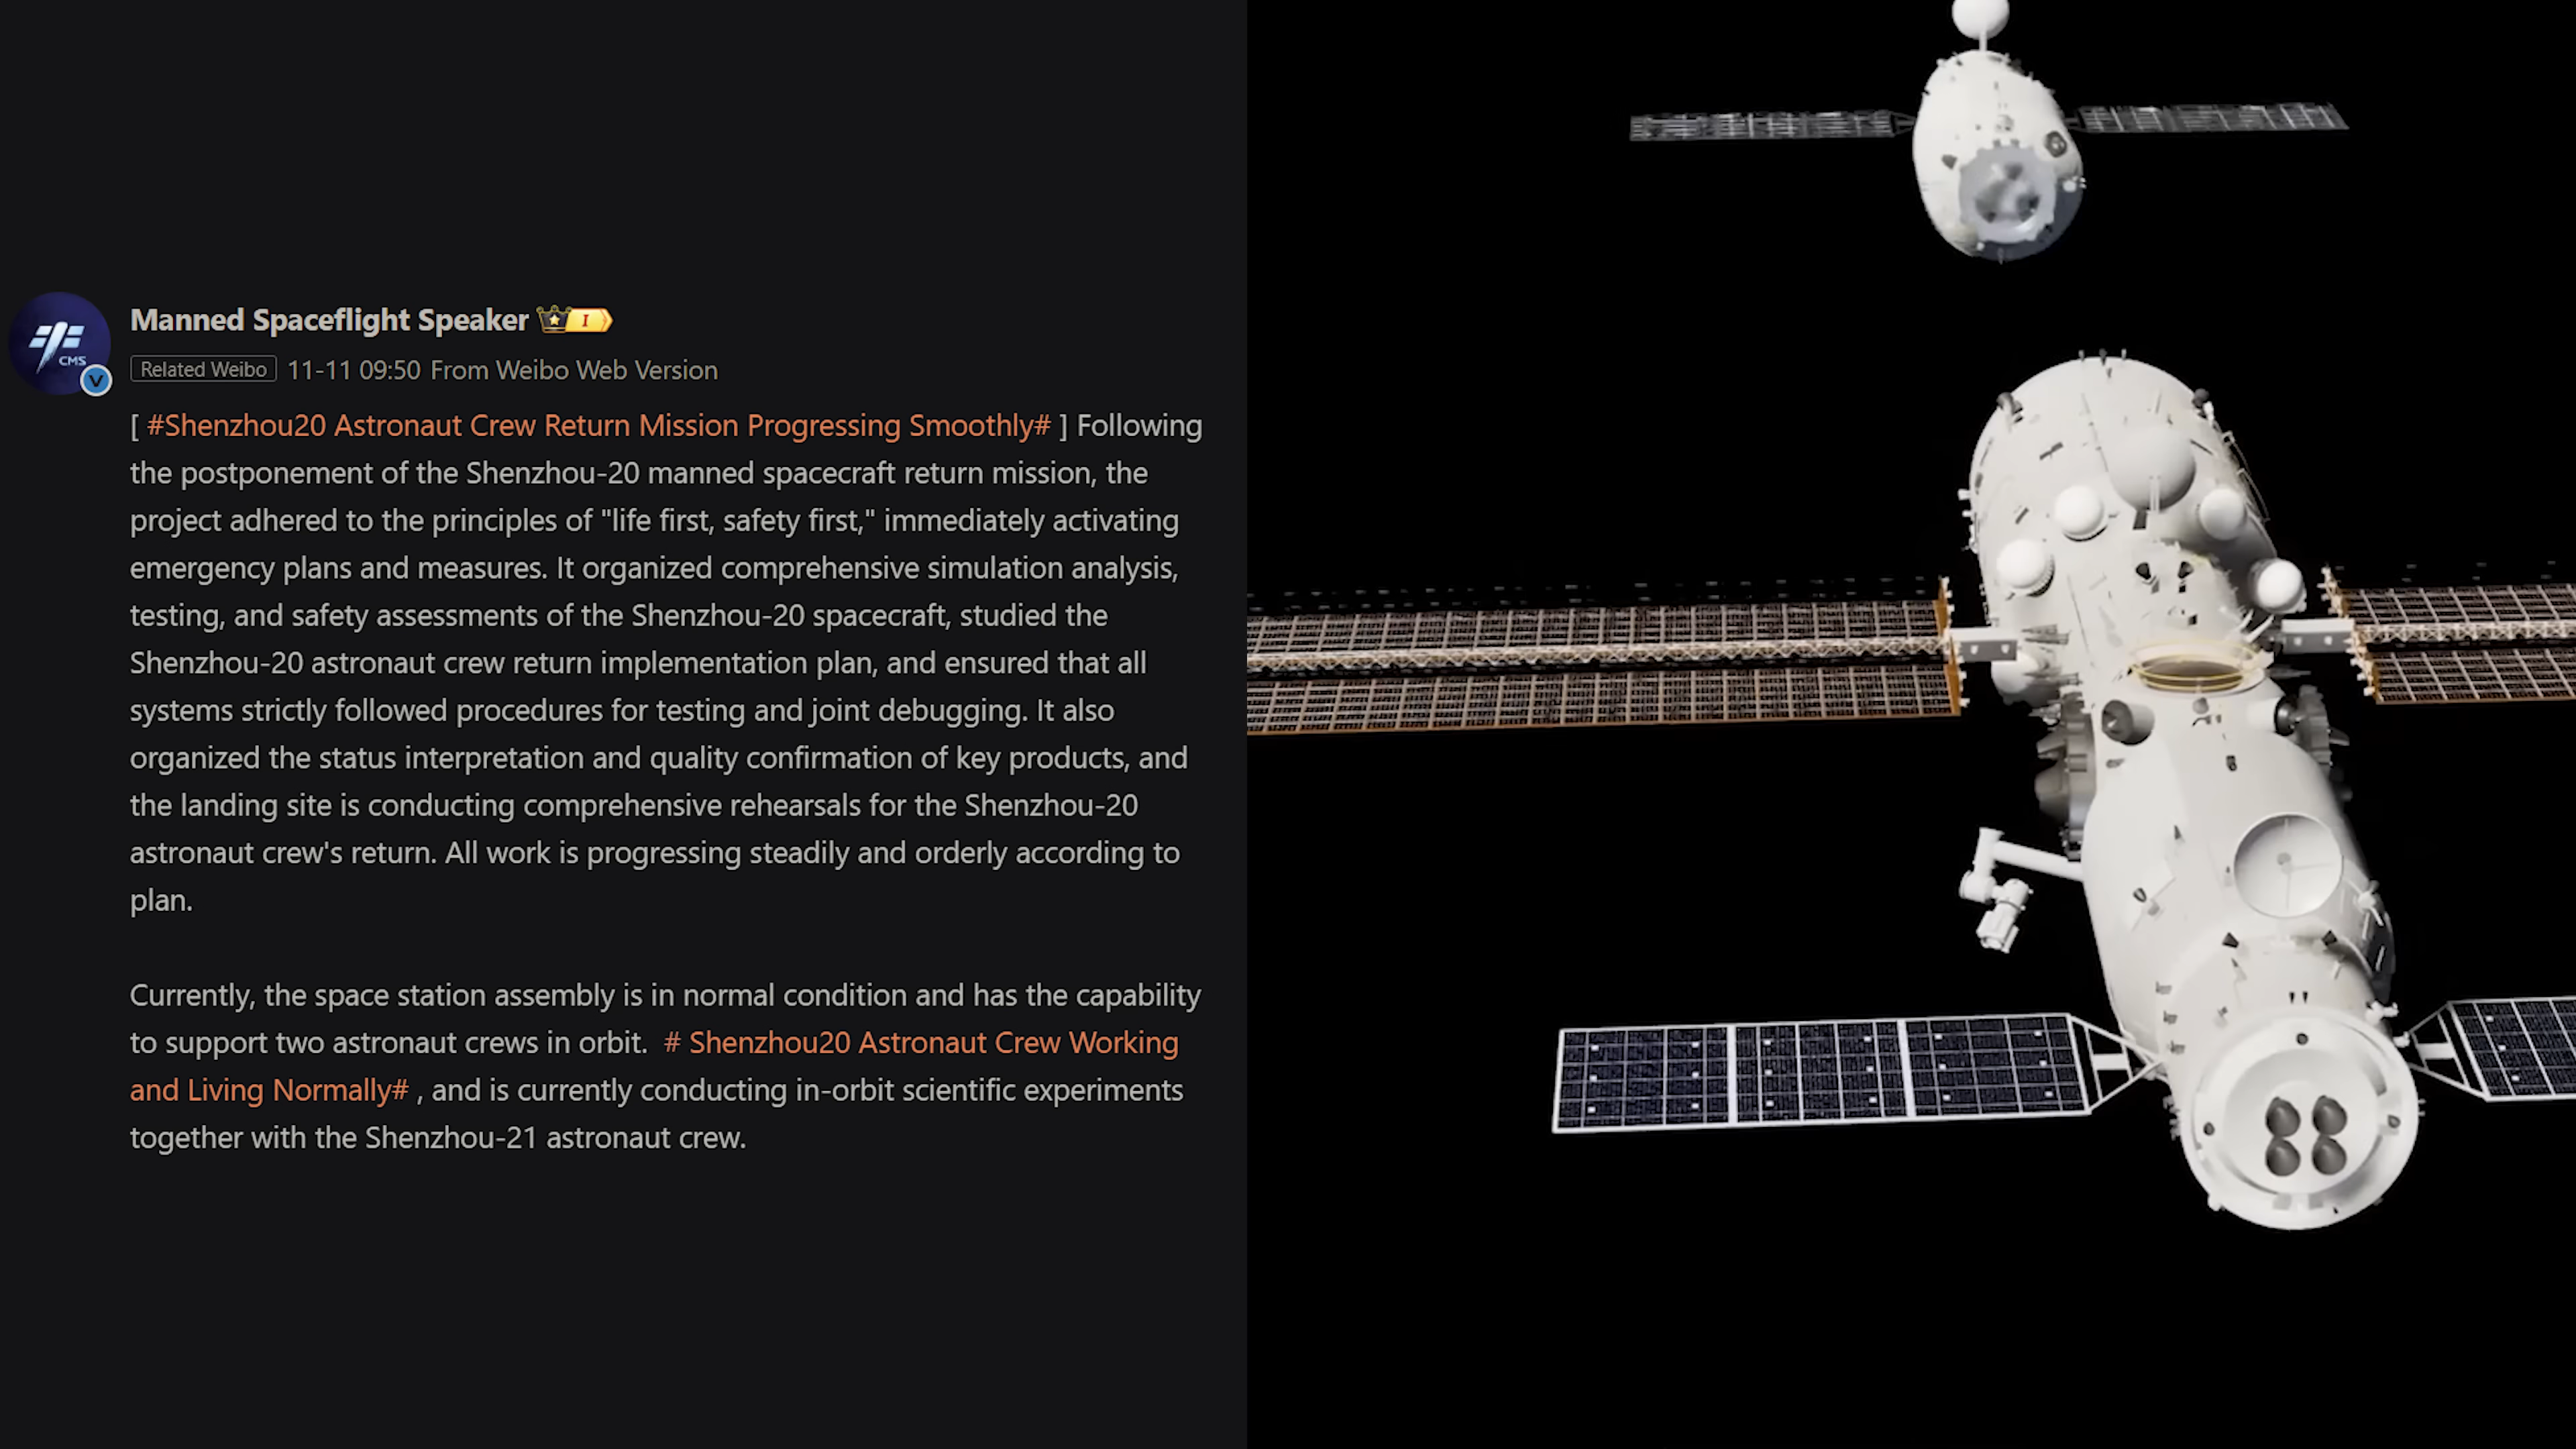 Manned Spaceflight Speaker I
CMS
V
Related Weibo 11-11 09:50 From Weibo Web Version
[ #Shenzhou20 Astronaut Crew Return Mission Progressing Smoothly# ] Following
the postponement of the Shenzhou-20 manned spacecraft return mission, the
project adhered to the principles of "life first, safety first," immediately activating
emergency plans and measures. It organized comprehensive simulation analysis,
testing, and safety assessments of the Shenzhou-20 spacecraft, studied the
Shenzhou-20 astronaut crew return implementation plan, and ensured that all
systems strictly followed procedures for testing and joint debugging. It also
organized the status interpretation and quality confirmation of key products, and
the landing site is conducting comprehensive rehearsals for the Shenzhou-20
astronaut crew's return. All work is progressing steadily and orderly according to
plan.
Currently, the space station assembly is in normal condition and has the capability
to support two astronaut crews in orbit. # Shenzhou20 Astronaut Crew Working
and Living Normally# , and is currently conducting in-orbit scientific experiments
together with the Shenzhou-21 astronaut crew.